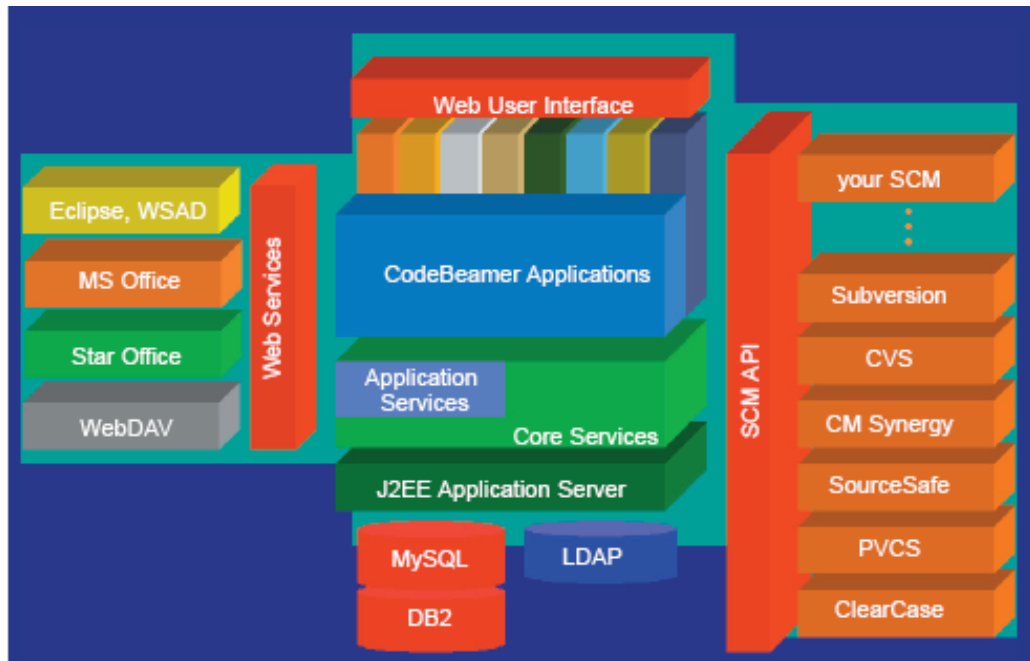 Web User Interface
Eclipse, WSAD
MS Office
Star Office
WebDAV
Web Services
CodeBeamer Applications
Application
Services
Core Services
J2EE Application Server
MySQL
DB2
LDAP
SCM API
your SCM
Subversion
CVS
CM Synergy
SourceSafe
PVCS
ClearCase